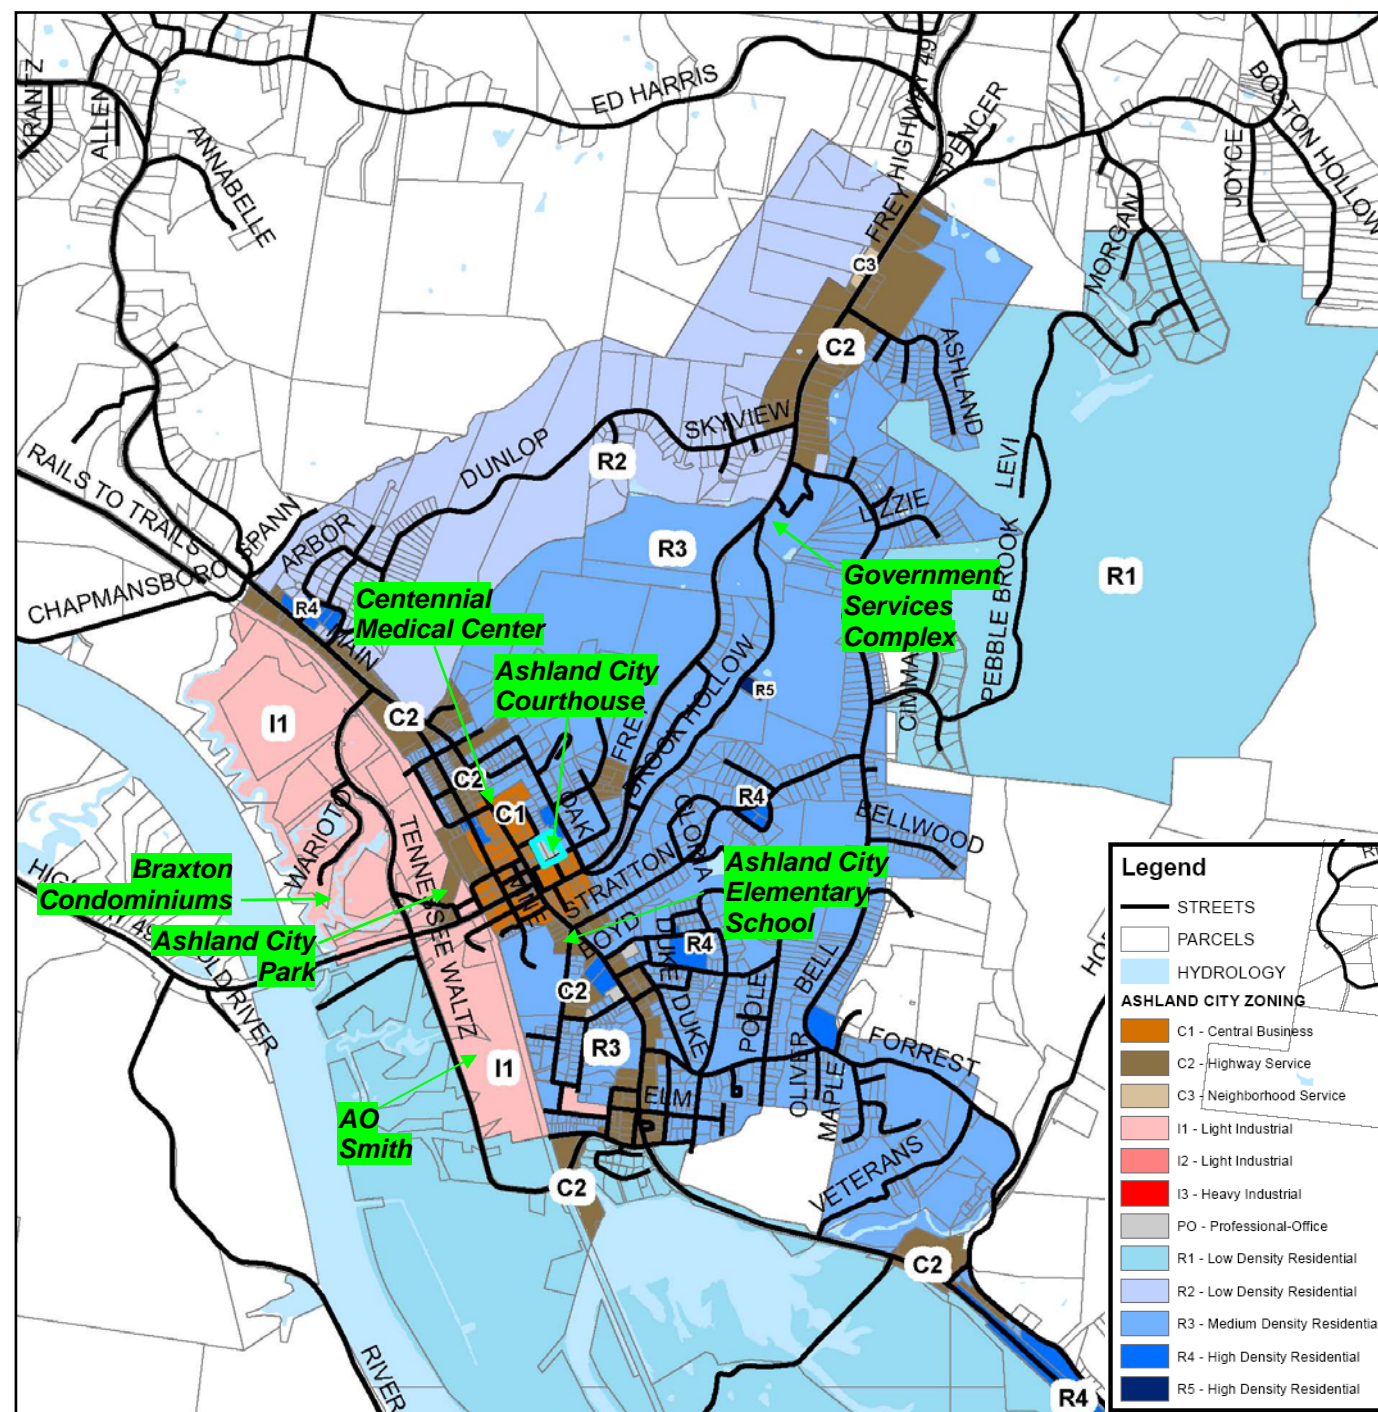 KRANTZ
ALLEN
ANNABELLE
ED HARRIS
FREY HIGHWAY 49
SPENCER
BOSTON HOLLOW
JOYCE
MORGAN
C3
C2
ASHLAND
SKYVIEW
DUNLOP
R2
LEVI
RAILS TO TRAILS
SPANN
ARBOR
LIZZIE
R3
R1
CHAPMANSBORO
R4
MAIN
Centennial
Medical Center
Government
Services
Complex
PEBBLE BROOK
Ashland City
Courthouse
R5
I1
C2
FREY
BROOK HOLLOW
C2
C1
OAK
R4
BELLWOOD
WARIOTO
TENNESSEE WALTZ
STRATTON
Braxton
Condominiums
Ashland City
Elementary
School
HIGHWAY 49
OLD RIVER
Ashland City
Park
BOYD
DUKE
R4
BELL
C2
DUKE
POOLE
R3
OLIVER
MAPLE
FORREST
I1
ELM
AO
Smith
VETERANS
C2
C2
RIVER
R4
Legend
STREETS
PARCELS
HYDROLOGY
ASHLAND CITY ZONING
C1 - Central Business
C2 - Highway Service
C3 - Neighborhood Service
I1 - Light Industrial
I2 - Light Industrial
I3 - Heavy Industrial
PO - Professional-Office
R1 - Low Density Residential
R2 - Low Density Residential
R3 - Medium Density Residentia
R4 - High Density Residential
R5 - High Density Residential